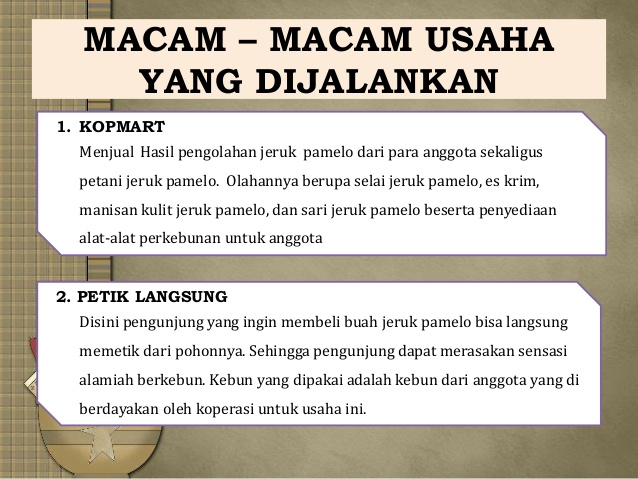 MACAM – MACAM USAHA
YANG DIJALANKAN
1. KOPMART
Menjual Hasil pengolahan jeruk pamelo dari para anggota sekaligus
petani jeruk pamelo. Olahannya berupa selai jeruk pamelo, es krim,
manisan kulit jeruk pamelo, dan sari jeruk pamelo beserta penyediaan
alat-alat perkebunan untuk anggota
2. PETIK LANGSUNG
Disini pengunjung yang ingin membeli buah jeruk pamelo bisa langsung
memetik dari pohonnya. Sehingga pengunjung dapat merasakan sensasi
alamiah berkebun. Kebun yang dipakai adalah kebun dari anggota yang di
berdayakan oleh koperasi untuk usaha ini.